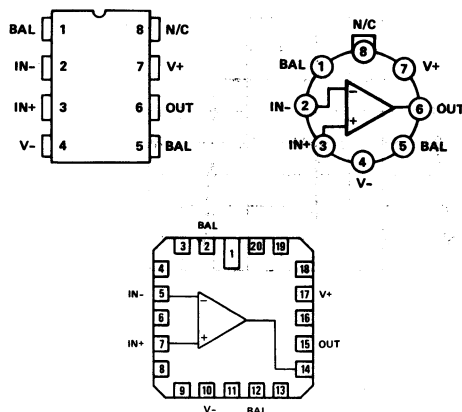 BAL 1 8 N/C
IN- 2 7 V+
IN+ 3 6 OUT
V- 4 5 BAL
N/C
8
BAL 1 7 V+
IN- 2 - 6 OUT
IN+ 3 + 5 BAL
4
V-
BAL
3 2 1 20 19
4 18
IN- 5 - 17 V+
6 16
IN+ 7 + 15 OUT
8 14
9 10 11 12 13
V- BAL